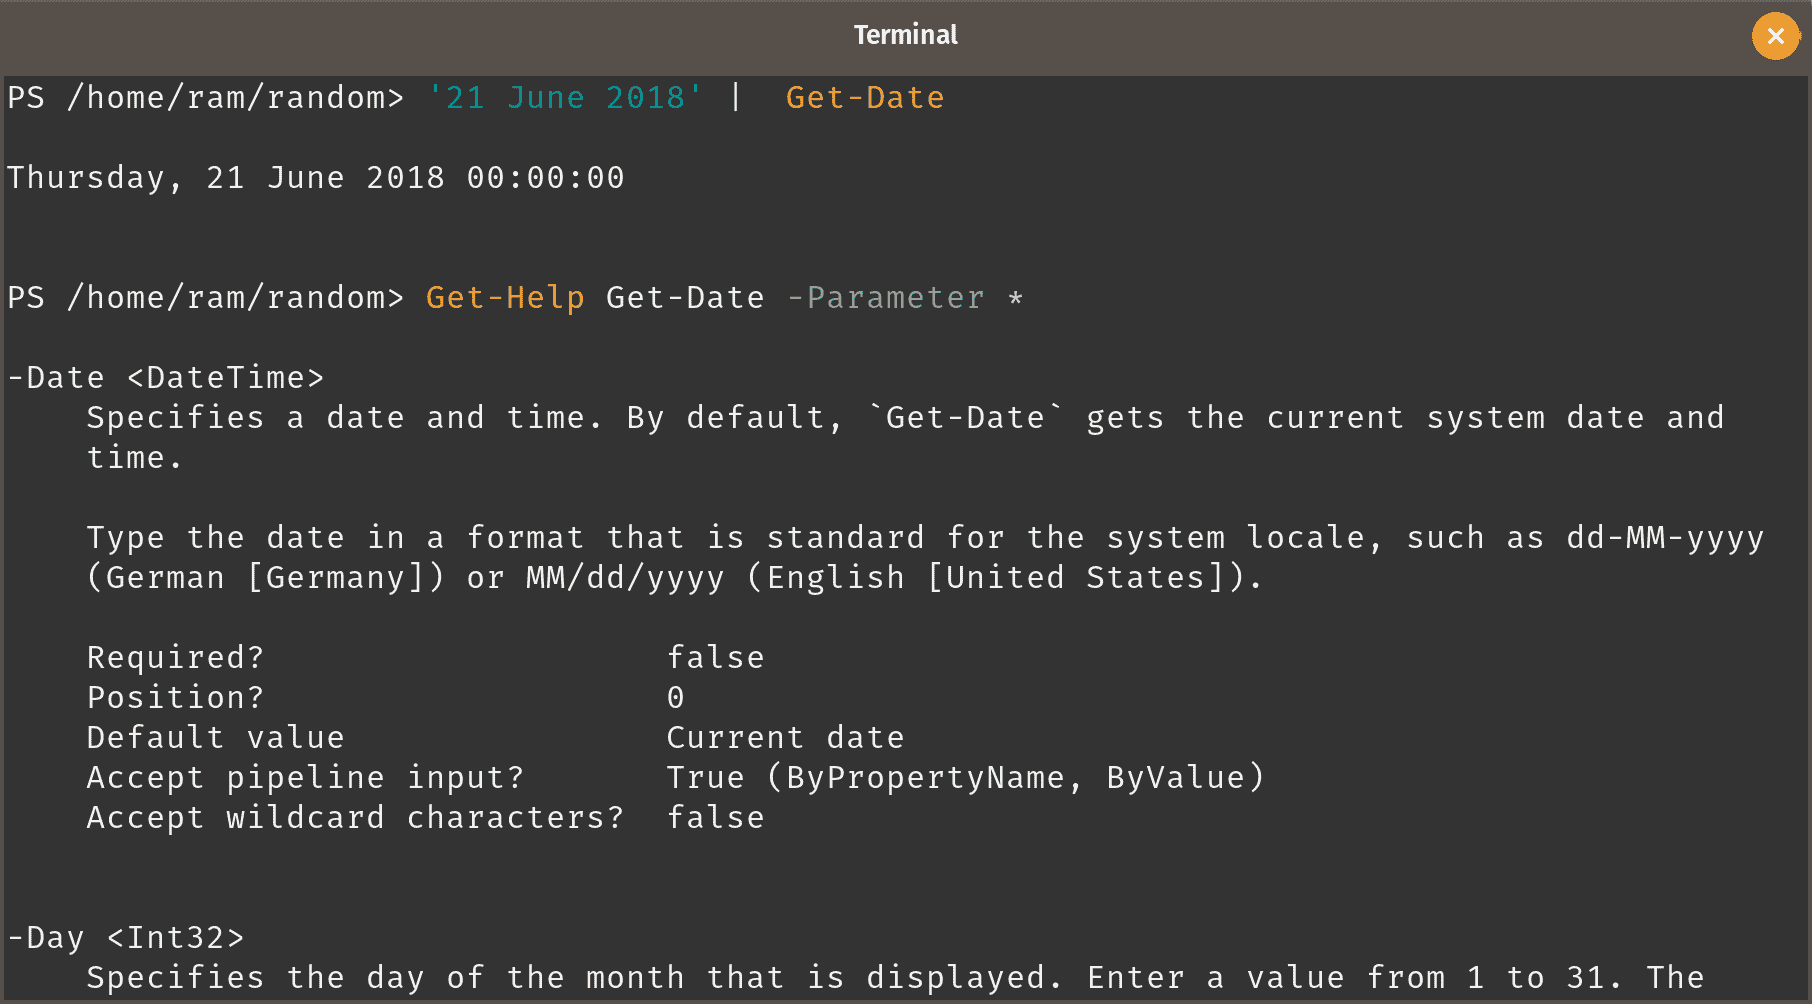 Terminal
PS /home/ram/random> '21 June 2018' |  Get-Date
Thursday, 21 June 2018 00:00:00
PS /home/ram/random> Get-Help Get-Date -Parameter *
-Date <DateTime>
Specifies a date and time. By default, `Get-Date` gets the current system date and
time.
Type the date in a format that is standard for the system locale, such as dd-MM-yyyy
(German [Germany]) or MM/dd/yyyy (English [United States]).
Required?                    false
Position?                    0
Default value                Current date
Accept pipeline input?       True (ByPropertyName, ByValue)
Accept wildcard characters?  false
-Day <Int32>
Specifies the day of the month that is displayed. Enter a value from 1 to 31. The